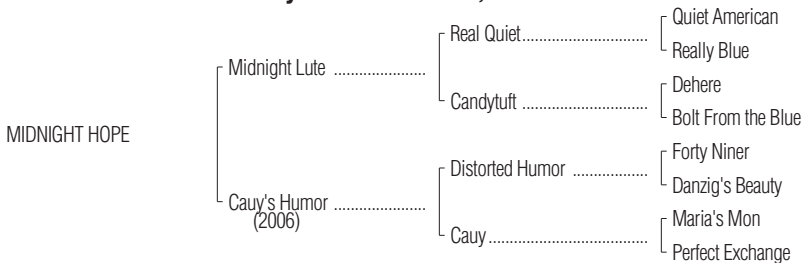 Quiet American
Real Quiet......................................
Really Blue
Midnight Lute .......................
Dehere
Candytuft ......................................
Bolt From the Blue
MIDNIGHT HOPE
Forty Niner
Distorted Humor ...................
Danzig's Beauty
Cauy's Humor .......................
(2006)
Maria's Mon
Cauy................................................
Perfect Exchange